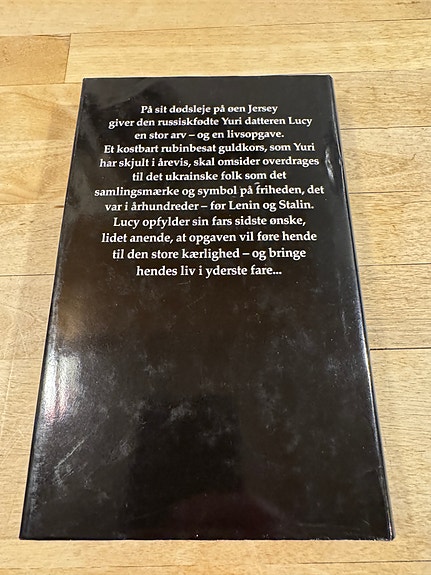 På sit dødsleje på øen Jersey
giver den russiskfødte Yuri datteren Lucy
en stor arv – og en livsopgave.
Et kostbart rubinbesat guldkors, som Yuri
har skjult i årevis, skal omsider overdrages
til det ukrainske folk som det
samlingsmærke og symbol på friheden, det
var i århundreder – før Lenin og Stalin.
Lucy opfylder sin fars sidste ønske,
lidet anende, at opgaven vil føre hende
til den store kærlighed – og bringe
hendes liv i yderste fare...